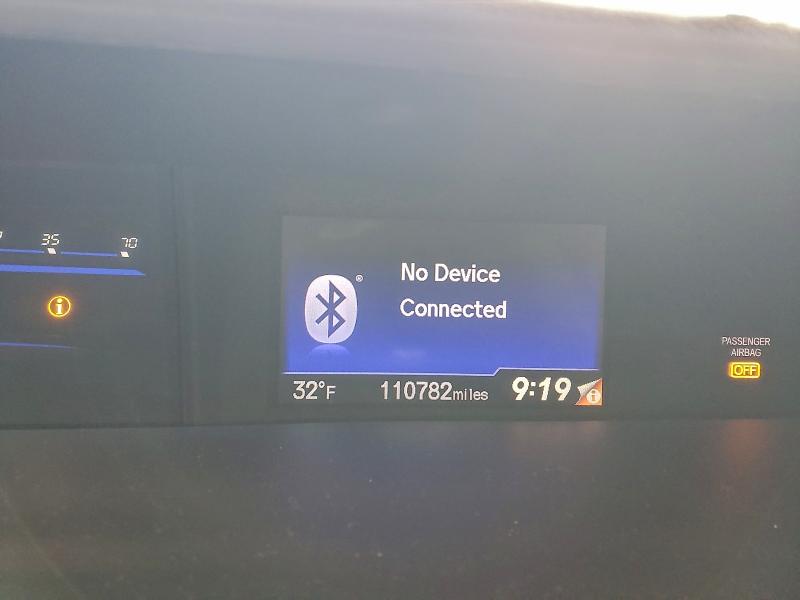 35 70
No Device
Connected
PASSENGER
AIRBAG
OFF
32°F 110782miles 9:19